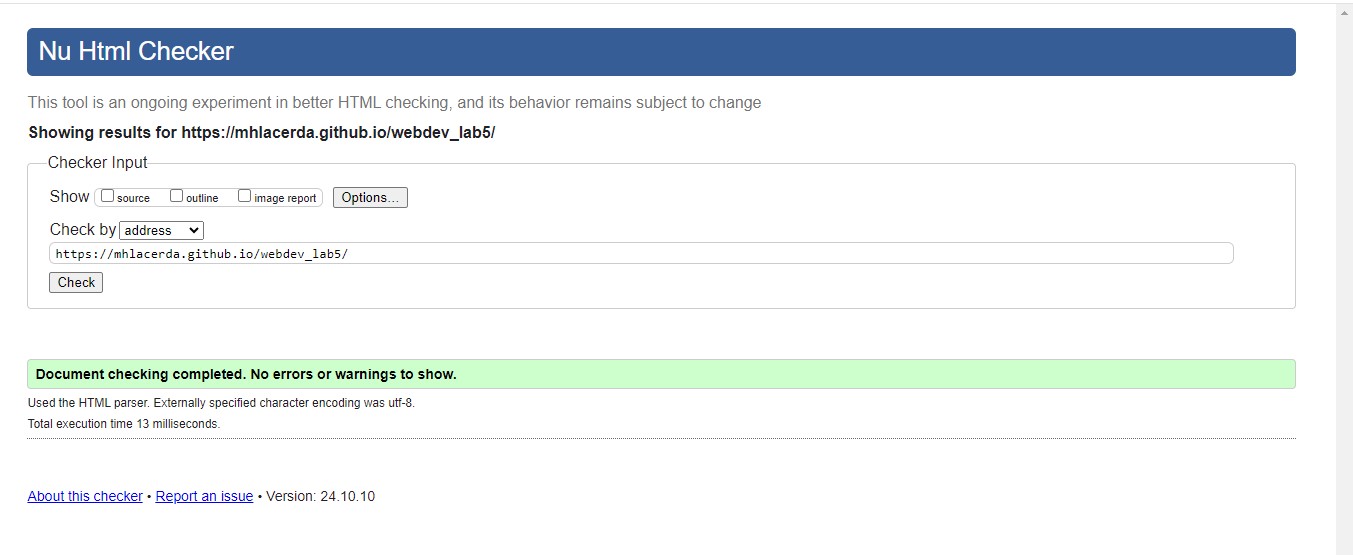 Nu Html Checker
This tool is an ongoing experiment in better HTML checking, and its behavior remains subject to change
Showing results for https://mhlacerda.github.io/webdev_lab5/
Checker Input
Show source outline image report Options...
Check by address
https://mhlacerda.github.io/webdev_lab5/
Check
Document checking completed. No errors or warnings to show.
Used the HTML parser. Externally specified character encoding was utf-8.
Total execution time 13 milliseconds.
About this checker • Report an issue • Version: 24.10.10